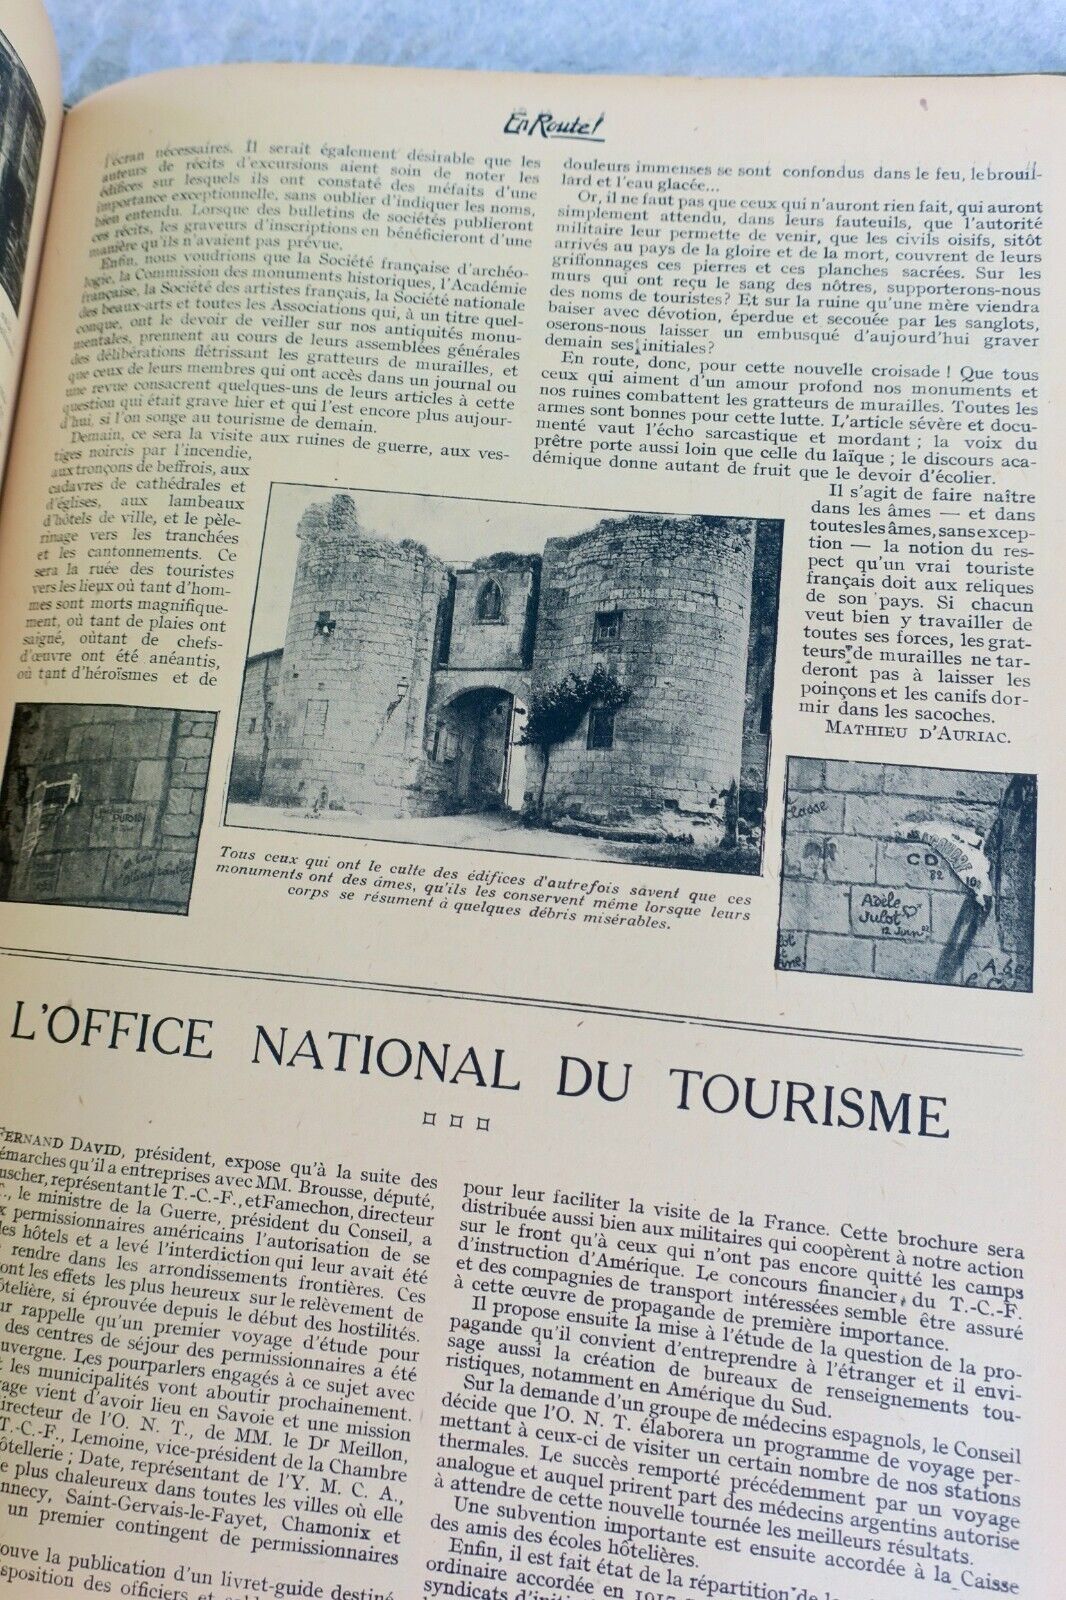 En Route!
l'écran nécessaires. Il serait également désirable que les
auteurs de récits d'excursions aient soin de noter les
édifices sur lesquels ils ont constaté des méfaits d'une
importance exceptionnelle, sans oublier d'indiquer les noms,
bien entendu. Lorsque des bulletins de sociétés publieront
ces récits, les graveurs d'inscriptions en bénéficieront d'une
manière qu'ils n'avaient pas prévue.
Enfin, nous voudrions que la Société française d'archéo-
logie, la Commission des monuments historiques, l'Académie
française, la Société des artistes français, la Société nationale
des beaux-arts et toutes les Associations qui, à un titre quel-
conque, ont le devoir de veiller sur nos antiquités monu-
mentales, prennent au cours de leurs assemblées générales
des délibérations flétrissant les gratteurs de murailles, et
que ceux de leurs membres qui ont accès dans un journal ou
une revue consacrent quelques-uns de leurs articles à cette
question qui était grave hier et qui l'est encore plus aujour-
d'hui, si l'on songe au tourisme de demain.
Demain, ce sera la visite aux ruines de guerre, aux ves-
tiges noircis par l'incendie,
aux tronçons de beffrois, aux
cadavres de cathédrales et
d'églises, aux lambeaux
d'hôtels de ville, et le pèle-
rinage vers les tranchées
et les cantonnements. Ce
sera la ruée des touristes
vers les lieux où tant d'hom-
mes sont morts magnifique-
ment, où tant de plaies ont
saigné, où tant de chefs-
d'œuvre ont été anéantis,
où tant d'héroïsmes et de
douleurs immenses se sont confondus dans le feu, le brouil-
lard et l'eau glacée...
Or, il ne faut pas que ceux qui n'auront rien fait, qui auront
simplement attendu, dans leurs fauteuils, que l'autorité
militaire leur permette de venir, que les civils oisifs, sitôt
arrivés au pays de la gloire et de la mort, couvrent de leurs
griffonnages ces pierres et ces planches sacrées. Sur les
murs qui ont reçu le sang des nôtres, supporterons-nous
des noms de touristes? Et sur la ruine qu'une mère viendra
baiser avec dévotion, éperdue et secouée par les sanglots,
oserons-nous laisser un embusqué d'aujourd'hui graver
demain ses initiales?
En route, donc, pour cette nouvelle croisade ! Que tous
ceux qui aiment d'un amour profond nos monuments et
nos ruines combattent les gratteurs de murailles. Toutes les
armes sont bonnes pour cette lutte. L'article sévère et docu-
menté vaut l'écho sarcastique et mordant ; la voix du
prêtre porte aussi loin que celle du laïque ; le discours aca-
démique donne autant de fruit que le devoir d'écolier.
Il s'agit de faire naître
dans les âmes — et dans
toutes les âmes, sans excep-
tion — la notion du res-
pect qu'un vrai touriste
français doit aux reliques
de son pays. Si chacun
veut bien y travailler de
toutes ses forces, les grat-
teurs de murailles ne tar-
deront pas à laisser les
poinçons et les canifs dor-
mir dans les sacoches.
MATHIEU D'AURIAC.
Classe
CD
82
Adèle
Julot
12 Juin
Tous ceux qui ont le culte des édifices d'autrefois savent que ces
monuments ont des âmes, qu'ils les conservent même lorsque leurs
corps se résument à quelques débris misérables.
L'OFFICE NATIONAL DU TOURISME
FERNAND DAVID, président, expose qu'à la suite des
émarches qu'il a entreprises avec MM. Brousse, député,
uscher, représentant le T.-C.-F., et Famechon, directeur
T., le ministre de la Guerre, président du Conseil, a
x permissionnaires américains l'autorisation de se
les hôtels et a levé l'interdiction qui leur avait été
rendre dans les arrondissements frontières. Ces
ont les effets les plus heureux sur le relèvement de
ôtelière, si éprouvée depuis le début des hostilités.
ur rappelle qu'un premier voyage d'étude pour
des centres de séjour des permissionnaires a été
uvergne. Les pourparlers engagés à ce sujet avec
t les municipalités vont aboutir prochainement.
yage vient d'avoir lieu en Savoie et une mission
directeur de l'O. N. T., de MM. le Dr Meillon,
T.-C.-F., Lemoine, vice-président de la Chambre
ôtellerie ; Date, représentant de l'Y. M. C. A.,
e plus chaleureux dans toutes les villes où elle
nnecy, Saint-Gervais-le-Fayet, Chamonix et
un premier contingent de permissionnaires
ouve la publication d'un livret-guide destiné
sposition des officiers et
pour leur faciliter la visite de la France. Cette brochure sera
distribuée aussi bien aux militaires qui coopèrent à notre action
sur le front qu'à ceux qui n'ont pas encore quitté les camps
d'instruction d'Amérique. Le concours financier du T.-C.-F.
et des compagnies de transport intéressées semble être assuré
à cette œuvre de propagande de première importance.
Il propose ensuite la mise à l'étude de la question de la pro-
pagande qu'il convient d'entreprendre à l'étranger et il envi-
sage aussi la création de bureaux de renseignements tou-
ristiques, notamment en Amérique du Sud.
Sur la demande d'un groupe de médecins espagnols, le Conseil
décide que l'O. N. T. élaborera un programme de voyage per-
mettant à ceux-ci de visiter un certain nombre de nos stations
thermales. Le succès remporté précédemment par un voyage
analogue et auquel prirent part des médecins argentins autorise
à attendre de cette nouvelle tournée les meilleurs résultats.
Une subvention importante est ensuite accordée à la Caisse
des amis des écoles hôtelières.
Enfin, il est fait état de la répartition de
ordinaire accordée en 1917
syndicats